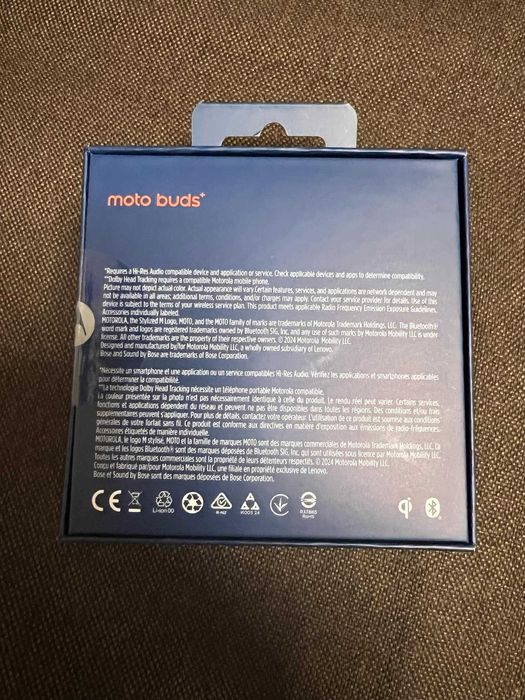 moto buds+
*Requires a Hi-Res Audio compatible device and application or service. Check applicable devices and apps to determine compatibility.
**Dolby Head Tracking requires a compatible Motorola mobile phone.
Picture may not depict actual color. Actual appearance will vary.Certain features, services, and applications are network dependent and may
not be available in all areas; additional terms, conditions, and/or charges may apply. Contact your service provider for details. Use of this
device is subject to the terms of your wireless service plan. This product meets applicable Radio Frequency Emission Exposure Guidelines.
Accessories individually labeled.
MOTOROLA, the Stylized M Logo, MOTO, and the MOTO family of marks are trademarks of Motorola Trademark Holdings, LLC. The Bluetooth®
word mark and logos are registered trademarks owned by Bluetooth SIG, Inc. and any use of such marks by Motorola Mobility LLC is under
license. All other trademarks are the property of their respective owners. © 2024 Motorola Mobility LLC.
Designed and manufactured by/for Motorola Mobility LLC, a wholly owned subsidiary of Lenovo.
Bose and Sound by Bose are trademarks of Bose Corporation.
*Nécessite un smartphone et une application ou un service compatibles Hi-Res Audio. Vérifiez les applications et smartphones applicables
pour déterminer la compatibilité.
**La technologie Dolby Head Tracking nécessite un téléphone portable Motorola compatible.
La couleur présentée sur la photo n'est pas nécessairement identique à celle du produit. Le rendu réel peut varier. Certains services,
fonctions et applications dépendent du réseau et peuvent ne pas être disponibles dans toutes les régions. Des conditions et/ou frais
supplémentaires peuvent s'appliquer. Pour plus de détails, contactez votre opérateur. L'utilisation de ce produit est soumise aux conditions
générales de votre forfait sans fil. Ce produit est conforme aux directives en matière d'exposition aux émissions de radio-fréquences.
Accessoires étiquetés de manière individuelle.
MOTOROLA, le logo M stylisé, MOTO et la famille de marques MOTO sont des marques commerciales de Motorola Trademark Holdings, LLC. La
marque et les logos Bluetooth® sont des marques déposées de Bluetooth SIG, Inc. qui sont utilisées sous licence par Motorola Mobility LLC.
Toutes les autres marques commerciales sont la propriété de leurs détenteurs respectifs. © 2024 Motorola Mobility LLC.
Conçu et fabriqué par/pour Motorola Mobility LLC, une filiale en propriété exclusive de Lenovo.
Bose et Sound by Bose sont des marques de Bose Corporation.
CE Li-ion 00 R-NZ RoHS qi